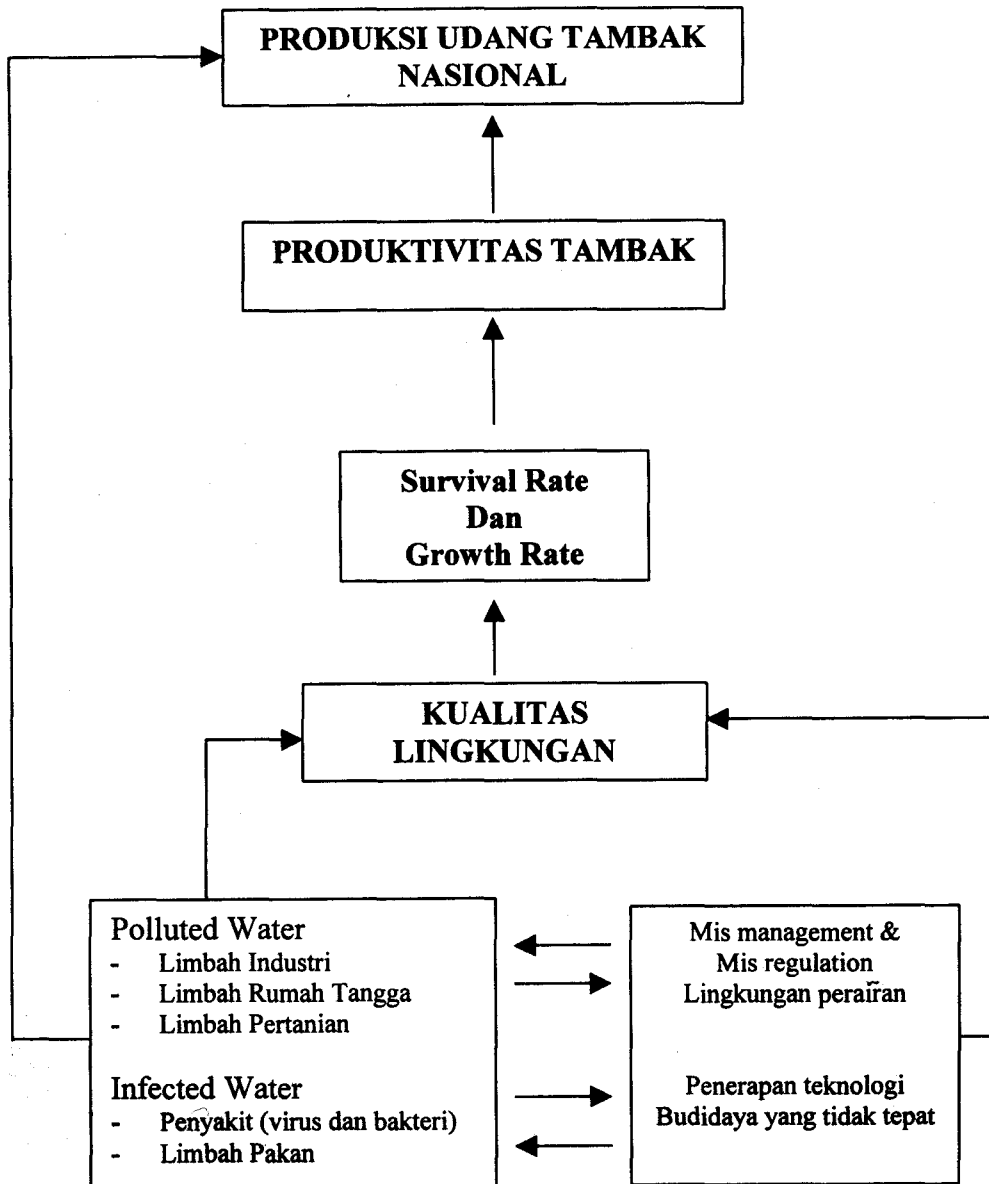 PRODUKSI UDANG TAMBAK
NASIONAL
PRODUKTIVITAS TAMBAK
Survival Rate
Dan
Growth Rate
KUALITAS
LINGKUNGAN
Polluted Water
- Limbah Industri
- Limbah Rumah Tangga
- Limbah Pertanian
Infected Water
- Penyakit (virus dan bakteri)
- Limbah Pakan
Mis management &
Mis regulation
Lingkungan perairan
Penerapan teknologi
Budidaya yang tidak tepat